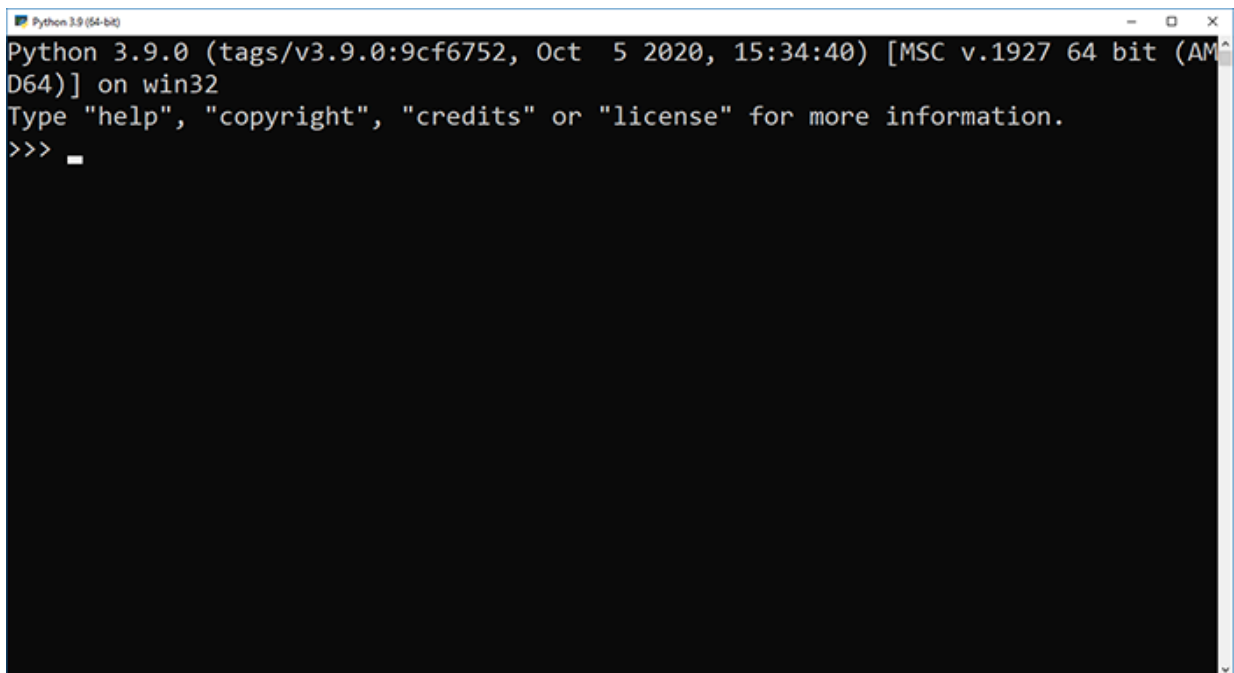 Python 3.9 (64-bit)
Python 3.9.0 (tags/v3.9.0:9cf6752, Oct  5 2020, 15:34:40) [MSC v.1927 64 bit (AM
D64)] on win32
Type "help", "copyright", "credits" or "license" for more information.
>>>